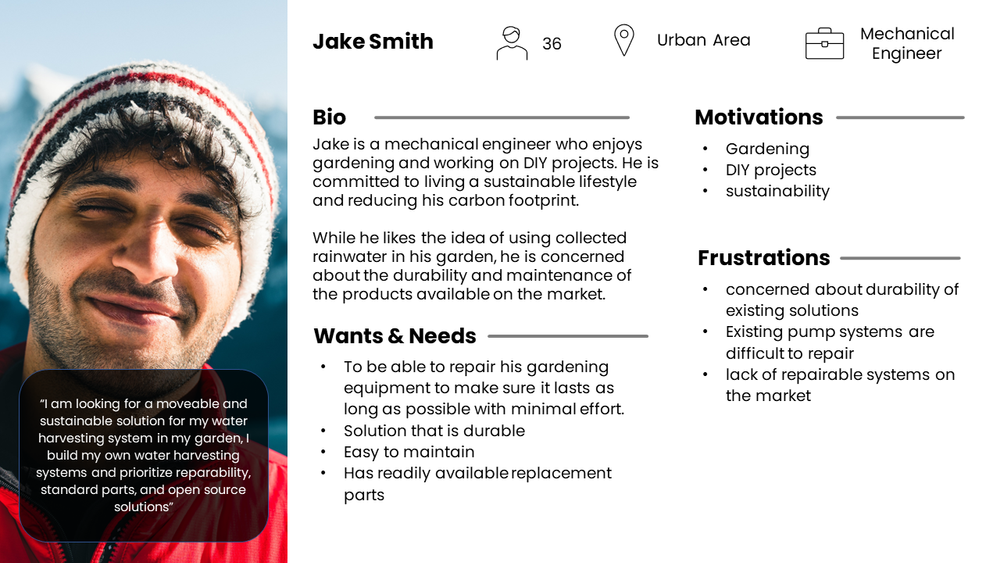 Jake Smith
36
Urban Area
Mechanical
Engineer
Bio
Jake is a mechanical engineer who enjoys
gardening and working on DIY projects. He is
committed to living a sustainable lifestyle
and reducing his carbon footprint.
While he likes the idea of using collected
rainwater in his garden, he is concerned
about the durability and maintenance of
the products available on the market.
Wants & Needs
• To be able to repair his gardening
equipment to make sure it lasts as
long as possible with minimal effort.
• Solution that is durable
• Easy to maintain
• Has readily available replacement
parts
Motivations
• Gardening
• DIY projects
• sustainability
Frustrations
• concerned about durability of
existing solutions
• Existing pump systems are
difficult to repair
• lack of repairable systems on
the market
“I am looking for a moveable and
sustainable solution for my water
harvesting system in my garden, I
build my own water harvesting
systems and prioritize reparability,
standard parts, and open source
solutions”